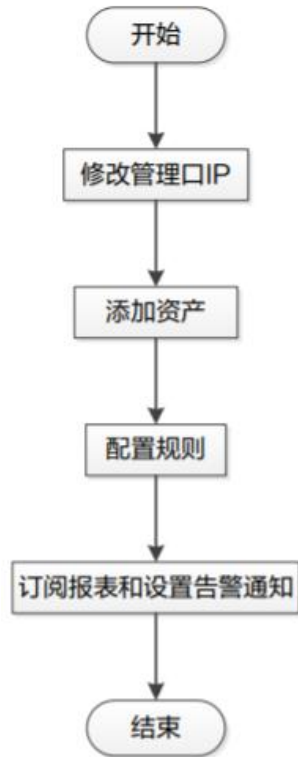 开始
修改管理口IP
添加资产
配置规则
订阅报表和设置告警通知
结束